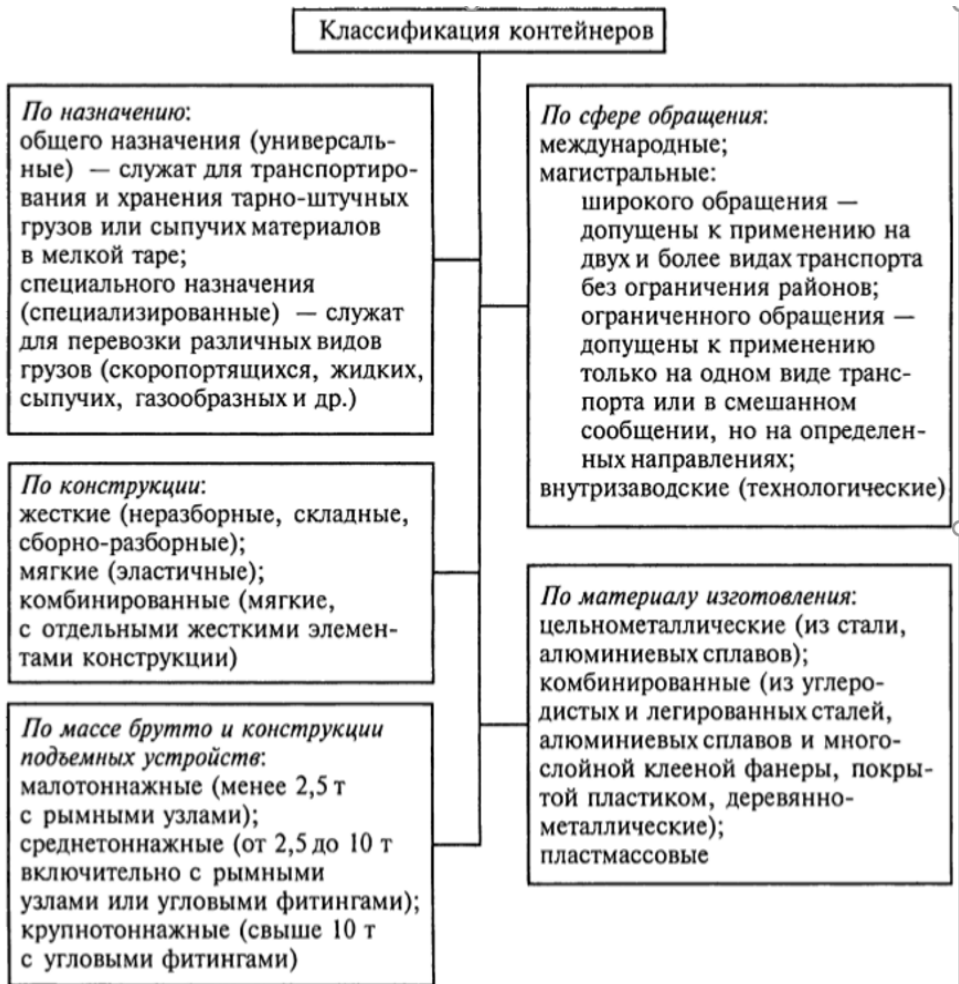 Классификация контейнеров
По назначению:
общего назначения (универсаль-
ные) — служат для транспортиро-
вания и хранения тарно-штучных
грузов или сыпучих материалов
в мелкой таре;
специального назначения
(специализированные) — служат
для перевозки различных видов
грузов (скоропортящихся, жидких,
сыпучих, газообразных и др.)
По конструкции:
жесткие (неразборные, складные,
сборно-разборные);
мягкие (эластичные);
комбинированные (мягкие,
с отдельными жесткими элемен-
тами конструкции)
По массе брутто и конструкции
подъемных устройств:
малотоннажные (менее 2,5 т
с рымными узлами);
среднетоннажные (от 2,5 до 10 т
включительно с рымными
узлами или угловыми фитингами);
крупнотоннажные (свыше 10 т
с угловыми фитингами)
По сфере обращения:
международные;
магистральные:
широкого обращения —
допущены к применению на
двух и более видах транспорта
без ограничения районов;
ограниченного обращения —
допущены к применению
только на одном виде транс-
порта или в смешанном
сообщении, но на определен-
ных направлениях;
внутризаводские (технологические)
По материалу изготовления:
цельнометаллические (из стали,
алюминиевых сплавов);
комбинированные (из углеро-
дистых и легированных сталей,
алюминиевых сплавов и много-
слойной клееной фанеры, покры-
той пластиком, деревянно-
металлические);
пластмассовые